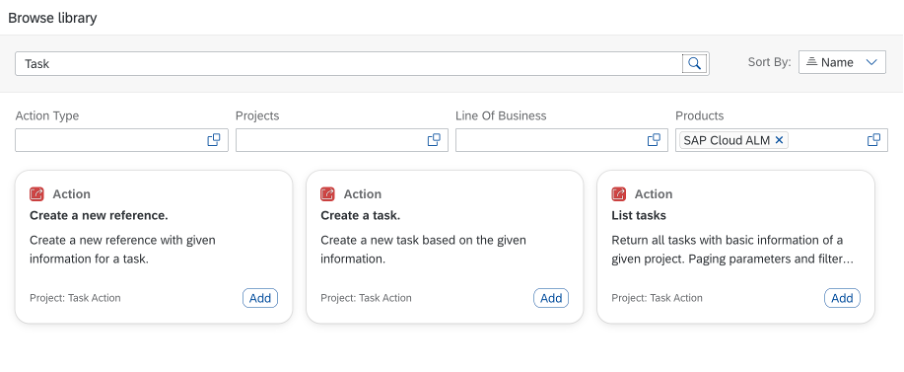 Browse library
Task
Sort By: Name
Action Type Projects Line Of Business Products
SAP Cloud ALM
Action
Create a new reference.
Create a new reference with given
information for a task.
Project: Task Action Add
Action
Create a task.
Create a new task based on the given
information.
Project: Task Action Add
Action
List tasks
Return all tasks with basic information of a
given project. Paging parameters and filter...
Project: Task Action Add